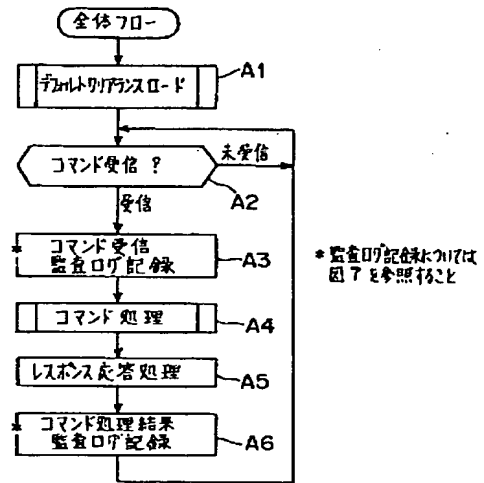 全体フロー
デフォルトクリアランスロード
A1
コマンド受信 ?
未受信
A2
受信
* コマンド受信
監査ログ記録
A3
* 監査ログ記録については
図7を参照すること
コマンド処理
A4
レスポンス応答処理
A5
* コマンド処理結果
監査ログ記録
A6